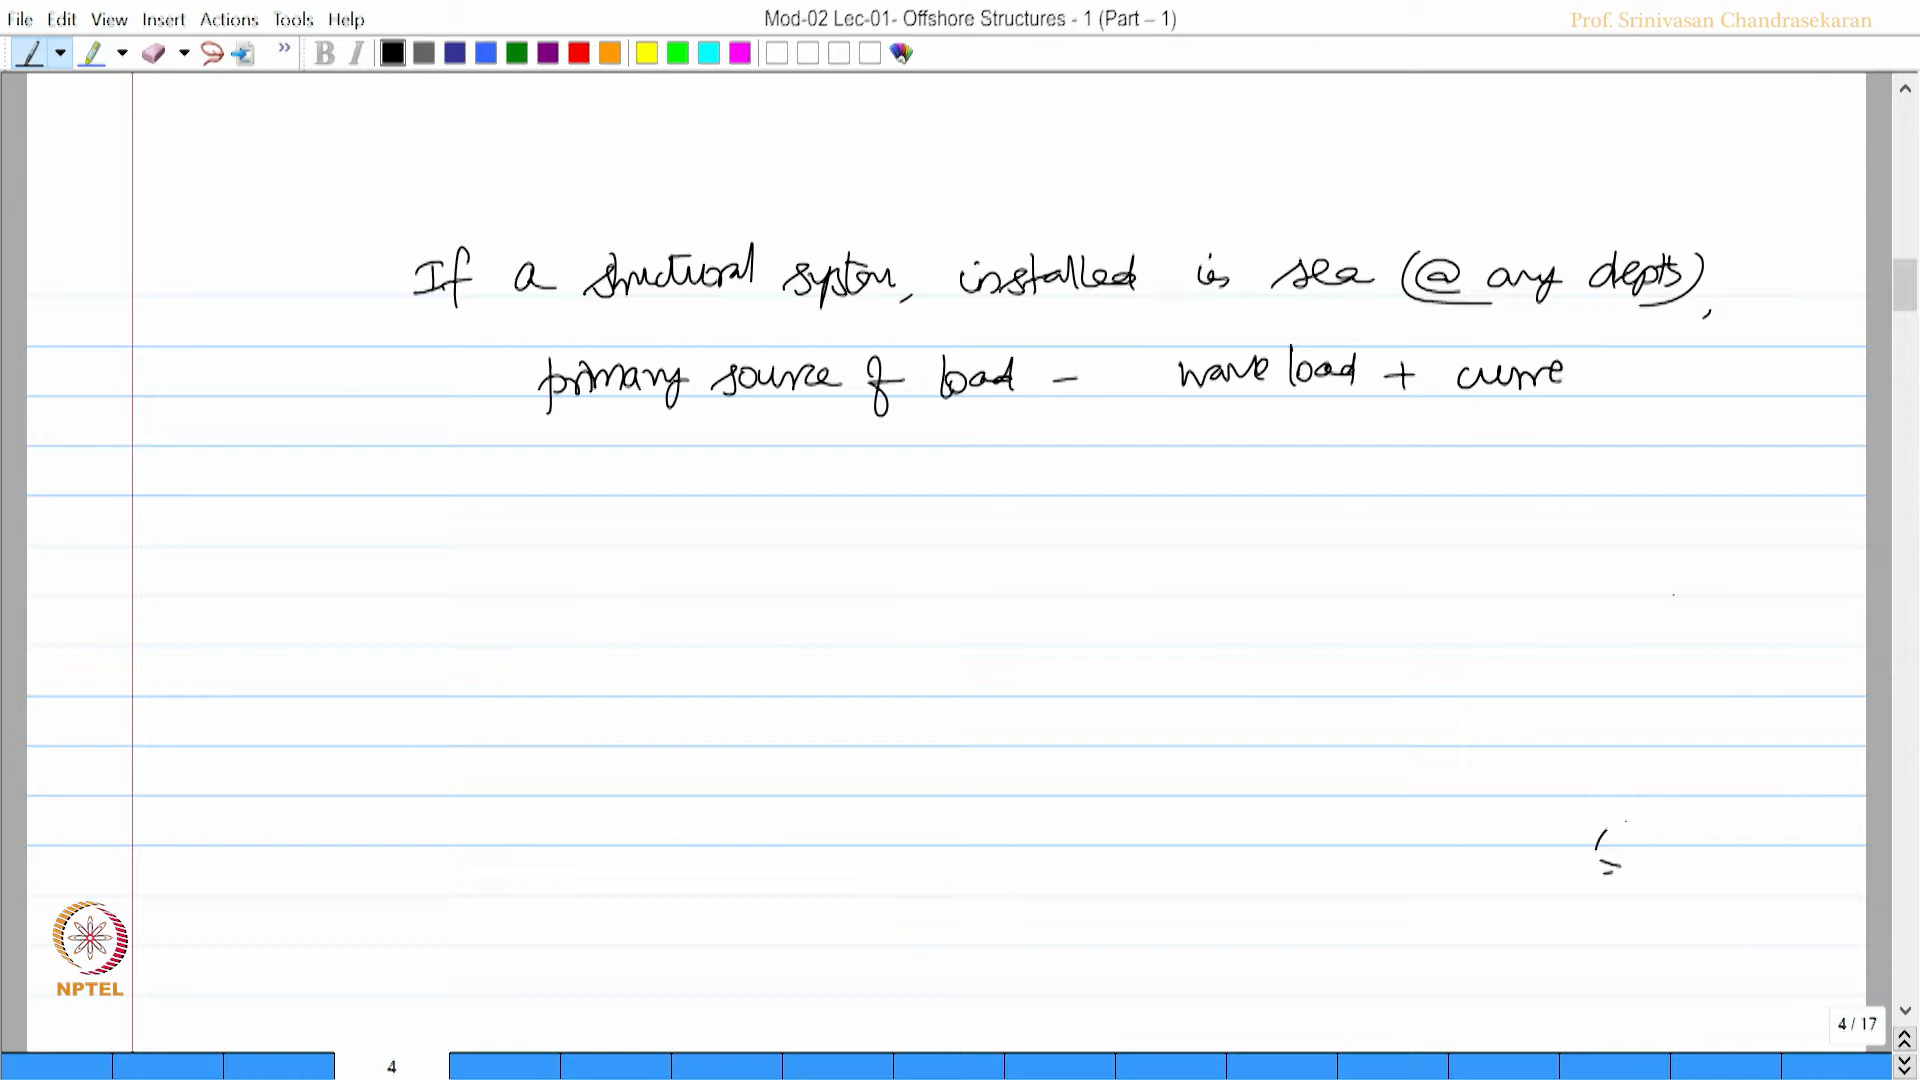 File Edit View Insert Actions Tools Help
Mod-02 Lec-01- Offshore Structures - 1 (Part – 1)
Prof. Srinivasan Chandrasekaran
» B I
If a structural system, installed in sea (@ any depth),
primary source of load - wave load + curre
NPTEL
4 / 17
4